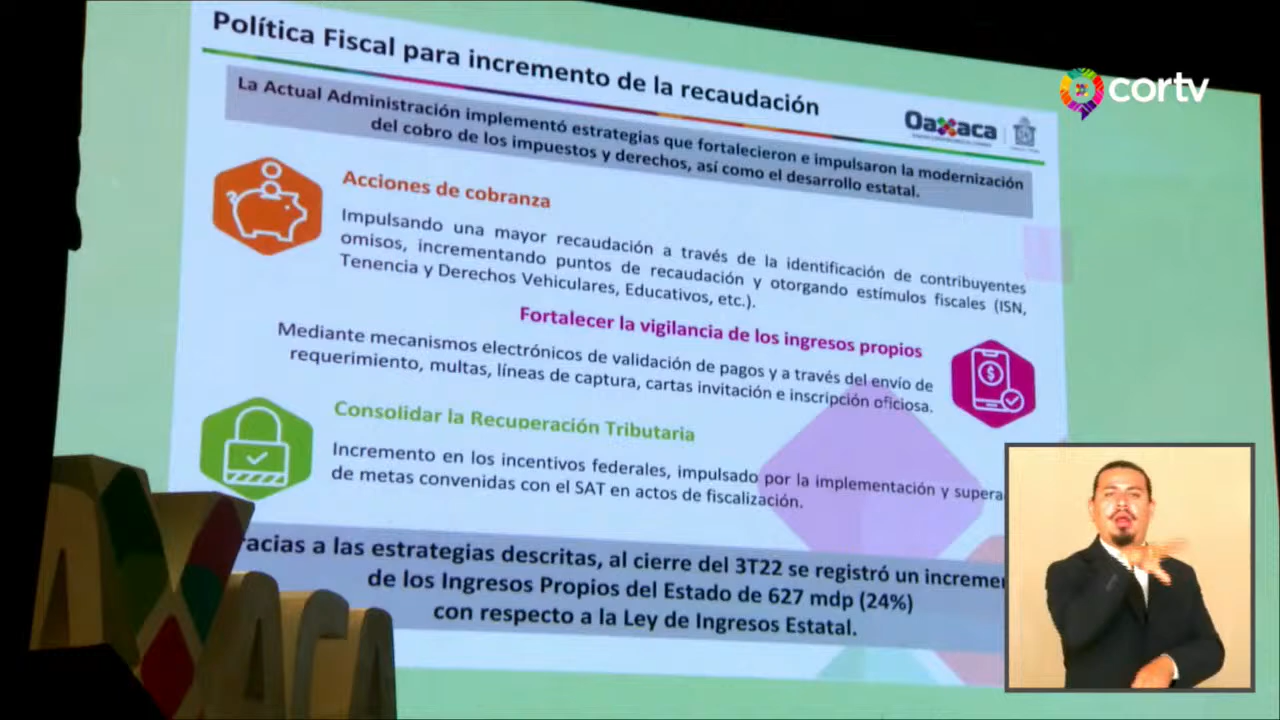 Política Fiscal para incremento de la recaudación
cortv
Oaxaca
La Actual Administración implementó estrategias que fortalecieron e impulsaron la modernización
del cobro de los impuestos y derechos, así como el desarrollo estatal.
Acciones de cobranza
Impulsando una mayor recaudación a través de la identificación de contribuyentes
omisos, incrementando puntos de recaudación y otorgando estímulos fiscales (ISN,
Tenencia y Derechos Vehiculares, Educativos, etc.).
Fortalecer la vigilancia de los ingresos propios
Mediante mecanismos electrónicos de validación de pagos y a través del envío de
requerimiento, multas, líneas de captura, cartas invitación e inscripción oficiosa.
Consolidar la Recuperación Tributaria
Incremento en los incentivos federales, impulsado por la implementación y supera
de metas convenidas con el SAT en actos de fiscalización.
racias a las estrategias descritas, al cierre del 3T22 se registró un increme
de los Ingresos Propios del Estado de 627 mdp (24%)
con respecto a la Ley de Ingresos Estatal.
AXACA